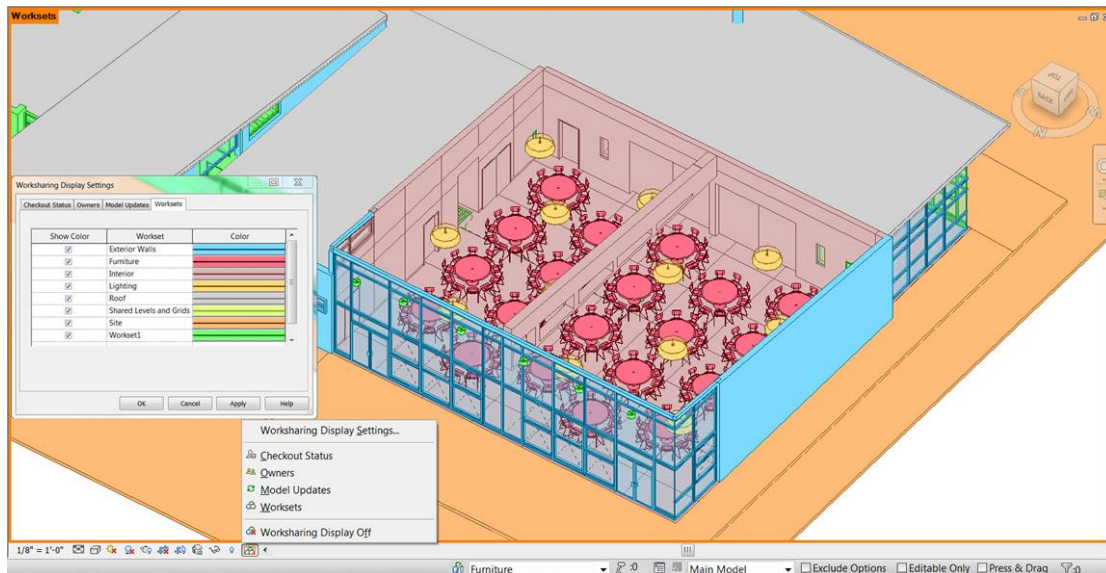 Worksets
TOP
BACK
LEFT
N
Worksharing Display Settings
Checkout Status Owners Model Updates Worksets
Show Color Workset Color
Exterior Walls
Furniture
Interior
Lighting
Roof
Shared Levels and Grids
Site
Workset1
OK Cancel Apply Help
Worksharing Display Settings...
Checkout Status
Owners
Model Updates
Worksets
Worksharing Display Off
1/8" = 1'-0"
Furniture :0 Main Model Exclude Options Editable Only Press & Drag :0